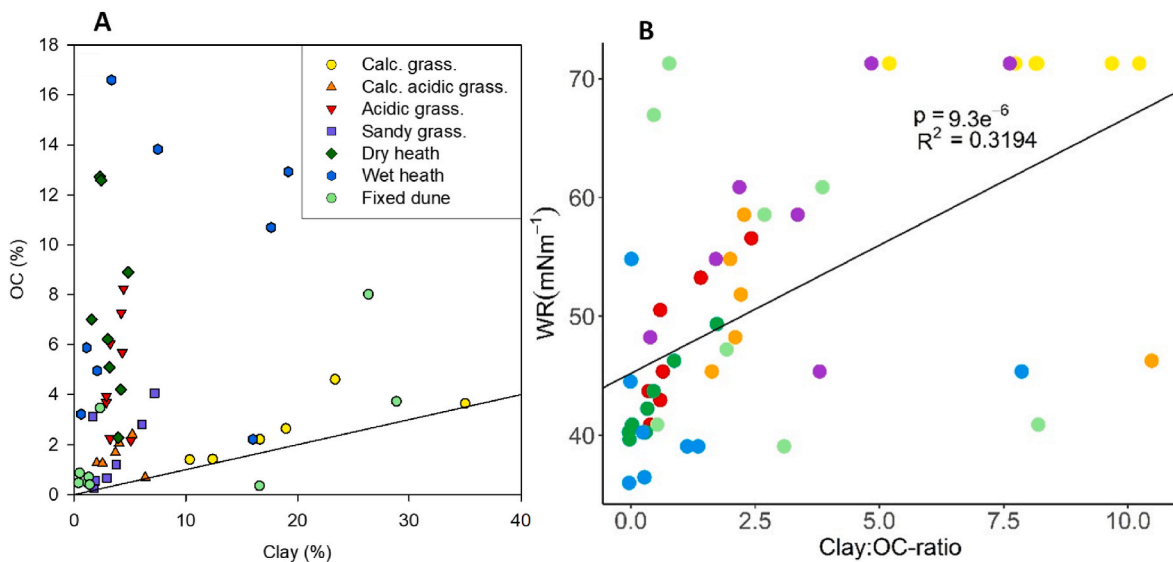 A
18
16
14
12
10
8
6
4
2
0
OC (%)
0
10
20
30
40
Clay (%)
Calc. grass.
Calc. acidic grass.
Acidic grass.
Sandy grass.
Dry heath
Wet heath
Fixed dune
B
70
60
50
40
WR(mNm⁻¹)
p = 9.3e⁻⁶
R² = 0.3194
0.0
2.5
5.0
7.5
10.0
Clay:OC-ratio